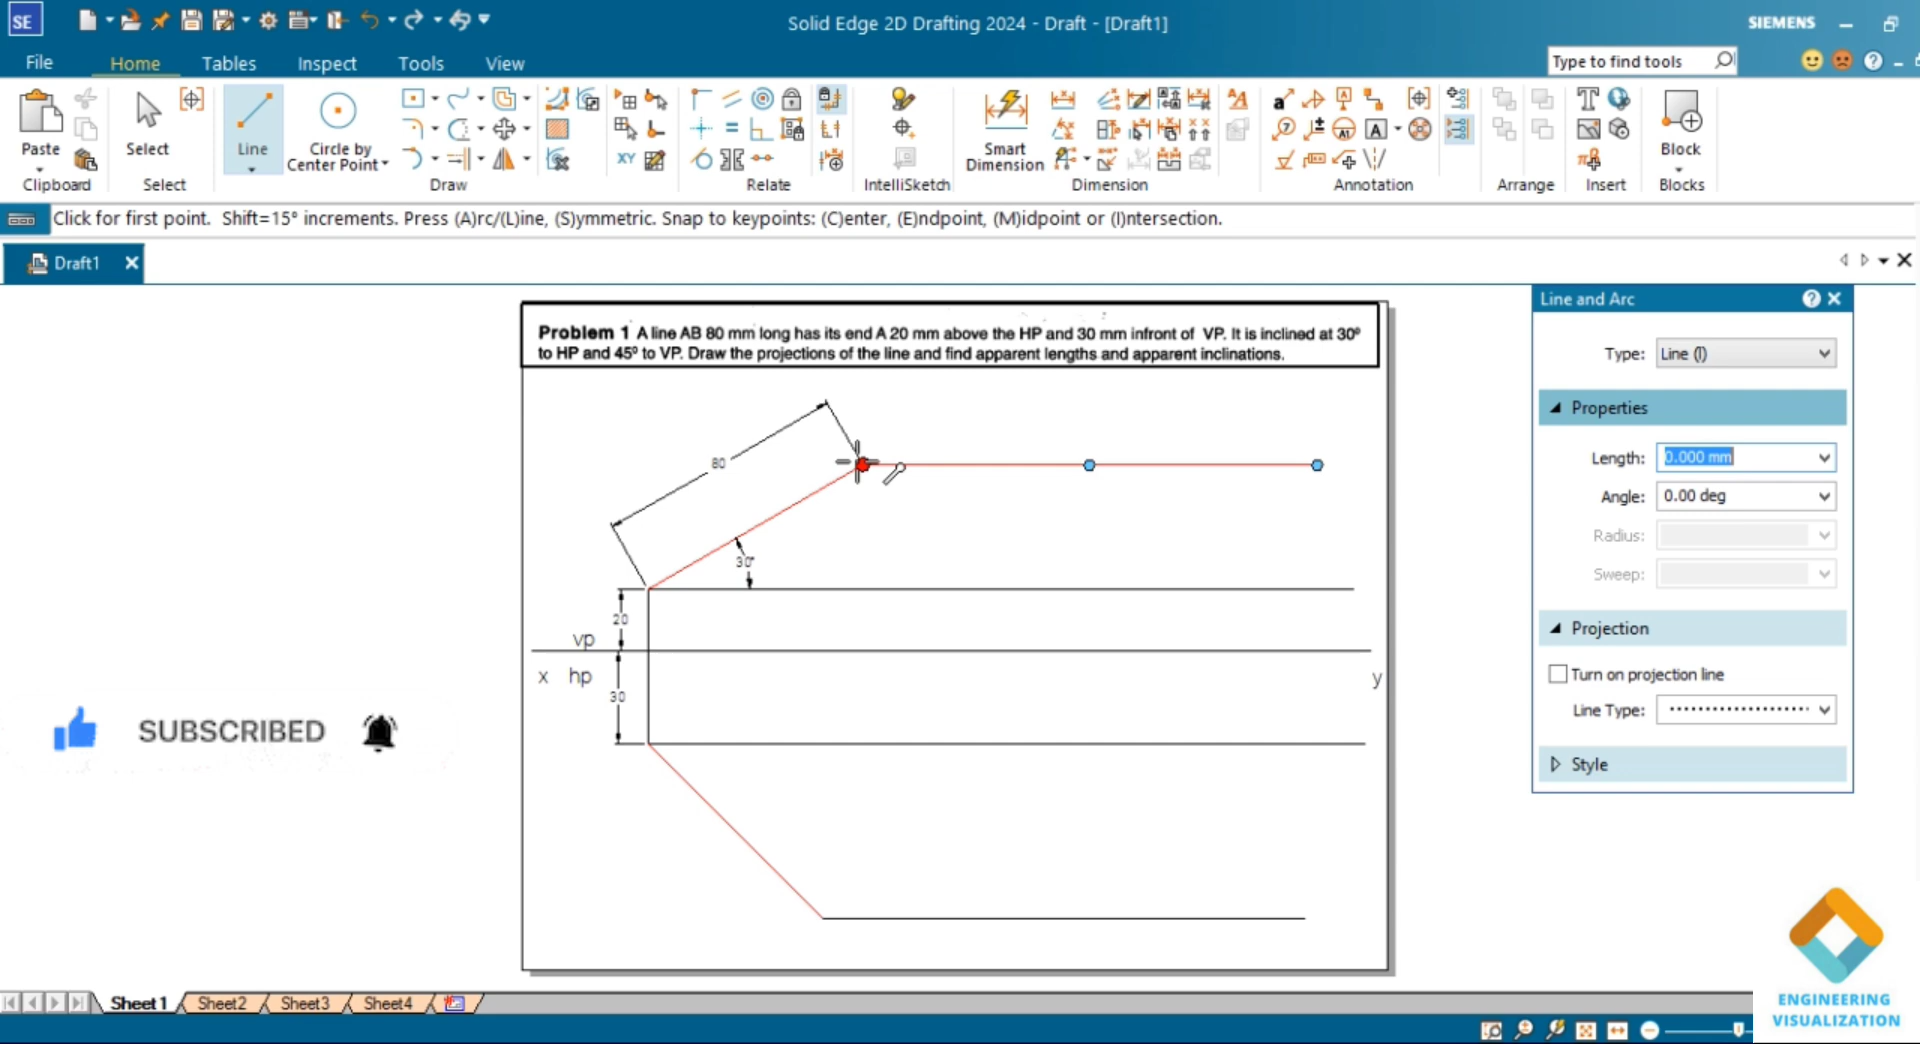 SE
Solid Edge 2D Drafting 2024 - Draft - [Draft1]
SIEMENS
File
Home
Tables
Inspect
Tools
View
Type to find tools
Paste
Clipboard
Select
Select
Line
Circle by
Center Point
Draw
XY
Relate
IntelliSketch
Smart
Dimension
Dimension
Annotation
Arrange
Insert
Block
Blocks
Click for first point. Shift=15° increments. Press (A)rc/(L)ine, (S)ymmetric. Snap to keypoints: (C)enter, (E)ndpoint, (M)idpoint or (I)ntersection.
Draft1
Problem 1 A line AB 80 mm long has its end A 20 mm above the HP and 30 mm infront of VP. It is inclined at 30°
to HP and 45° to VP. Draw the projections of the line and find apparent lengths and apparent inclinations.
80
30°
20
vp
x hp
y
30
SUBSCRIBED
Line and Arc
Type: Line (l)
Properties
Length: 0.000 mm
Angle: 0.00 deg
Radius:
Sweep:
Projection
Turn on projection line
Line Type:
Style
Sheet1
Sheet2
Sheet3
Sheet4
ENGINEERING
VISUALIZATION